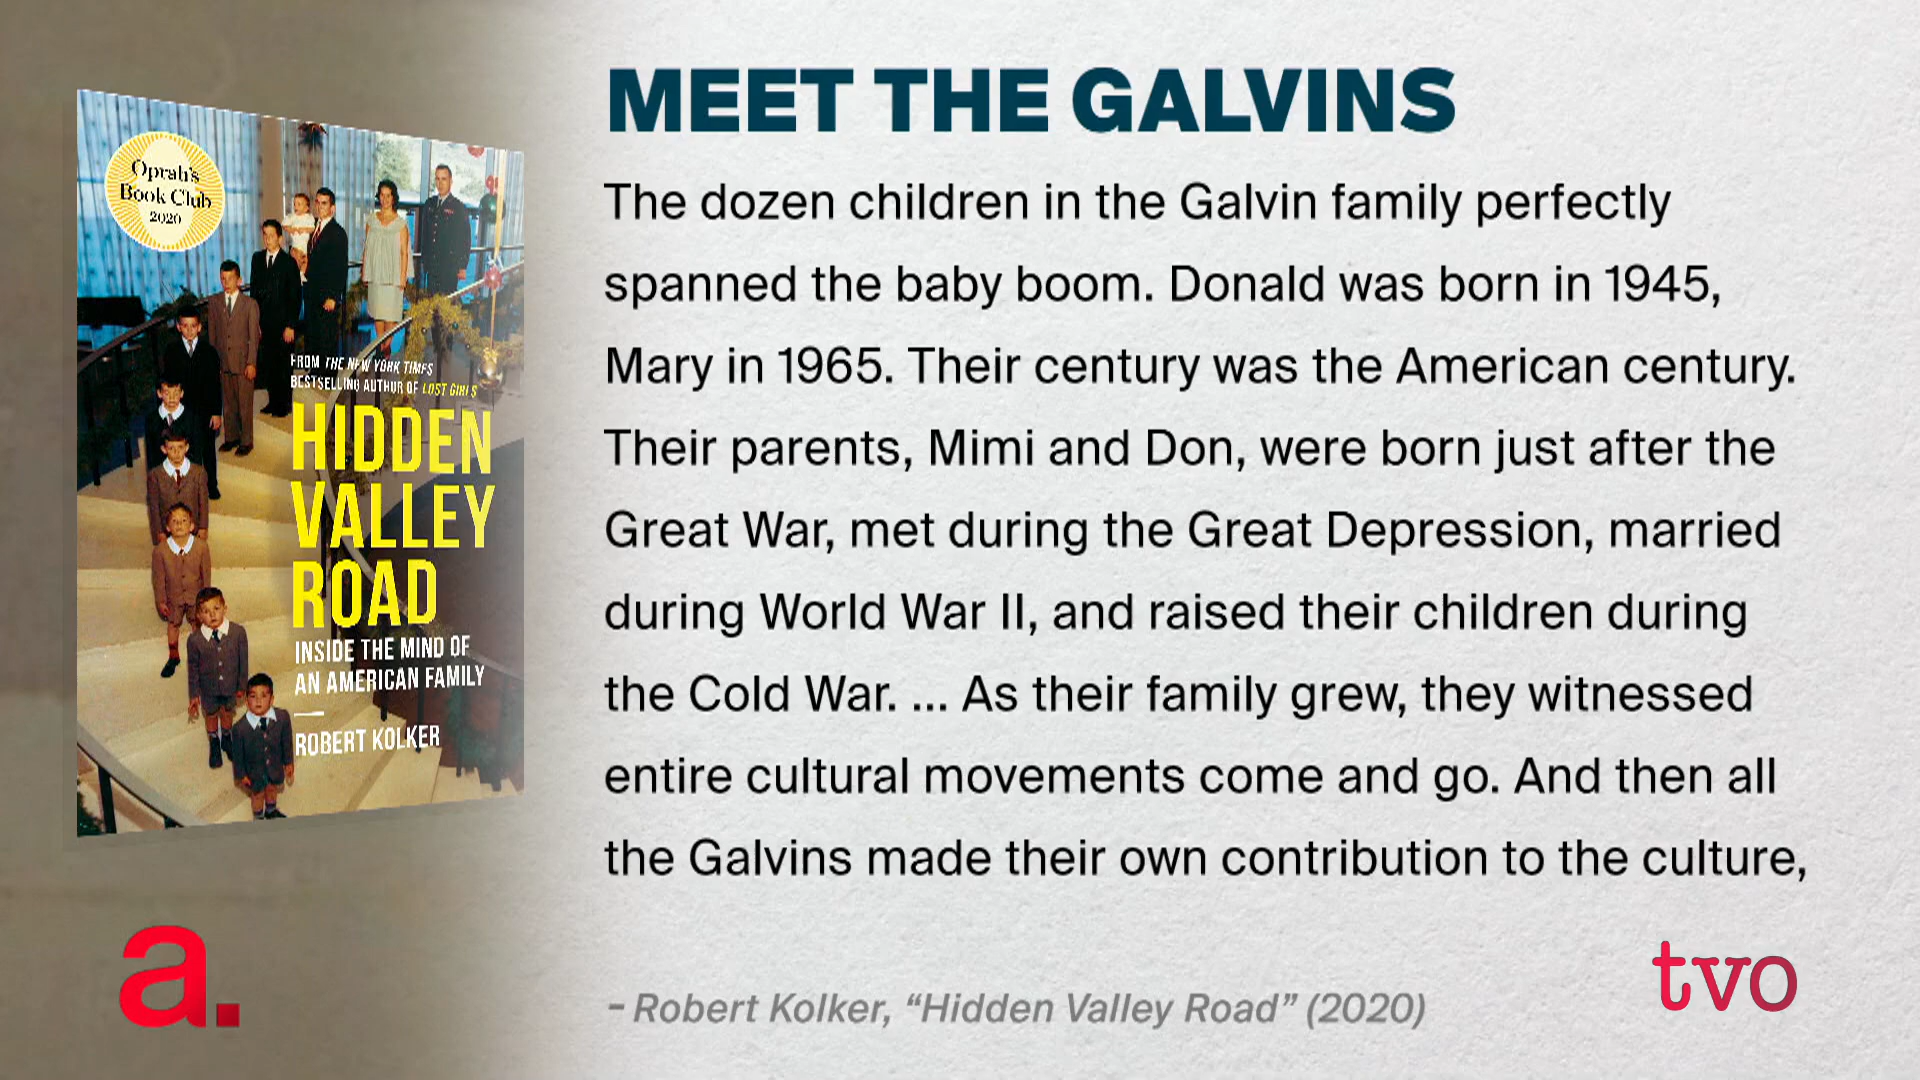 MEET THE GALVINS
The dozen children in the Galvin family perfectly
spanned the baby boom. Donald was born in 1945,
Mary in 1965. Their century was the American century.
Their parents, Mimi and Don, were born just after the
Great War, met during the Great Depression, married
during World War II, and raised their children during
the Cold War. ... As their family grew, they witnessed
entire cultural movements come and go. And then all
the Galvins made their own contribution to the culture,
– Robert Kolker, “Hidden Valley Road” (2020)
Oprah's
Book Club
2020
FROM THE NEW YORK TIMES
BESTSELLING AUTHOR OF LOST GIRLS
HIDDEN
VALLEY
ROAD
INSIDE THE MIND OF
AN AMERICAN FAMILY
ROBERT KOLKER
a.
tvo